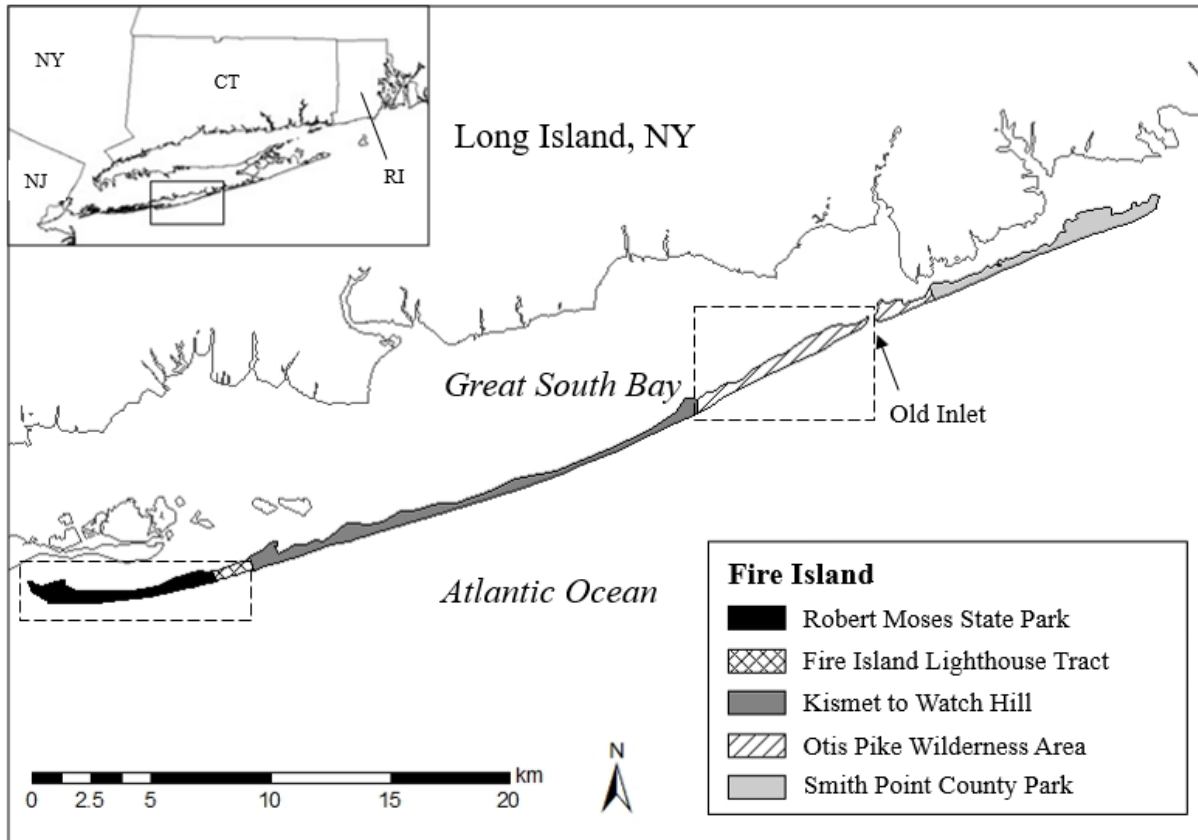 NY
CT
NJ
RI
Long Island, NY
Great South Bay
Old Inlet
Atlantic Ocean
Fire Island
Robert Moses State Park
Fire Island Lighthouse Tract
Kismet to Watch Hill
Otis Pike Wilderness Area
Smith Point County Park
km
0 2.5 5 10 20
N